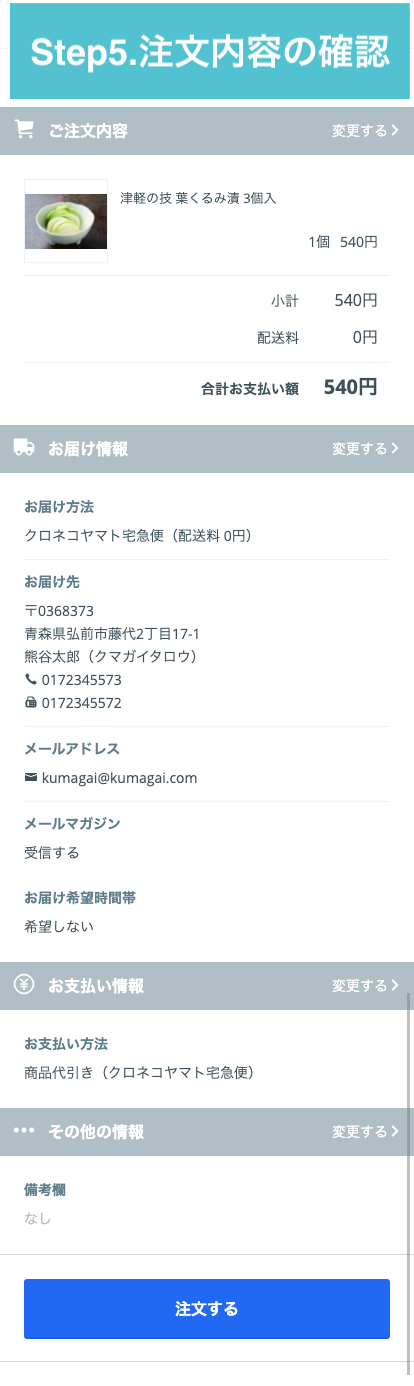 Step5.注文内容の確認
ご注文内容 変更する
津軽の技 葉くるみ漬 3個入
1個 540円
小計 540円
配送料 0円
合計お支払い額 540円
お届け情報 変更する
お届け方法
クロネコヤマト宅急便（配送料 0円）
お届け先
〒0368373
青森県弘前市藤代2丁目17-1
熊谷太郎（クマガイタロウ）
0172345573
0172345572
メールアドレス
kumagai@kumagai.com
メールマガジン
受信する
お届け希望時間帯
希望しない
お支払い情報 変更する
お支払い方法
商品代引き（クロネコヤマト宅急便）
その他の情報 変更する
備考欄
なし
注文する